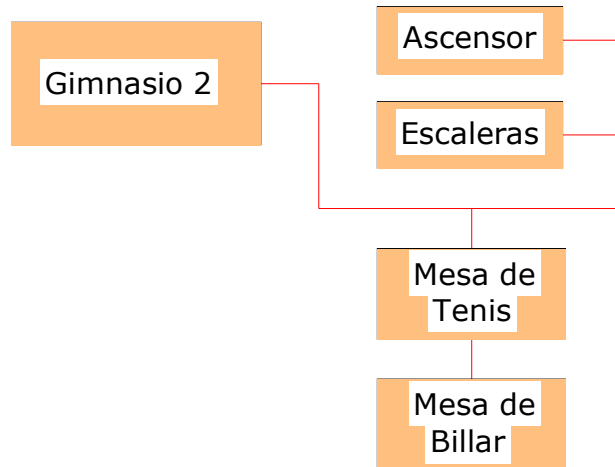 Ascensor
Gimnasio 2
Escaleras
Mesa de
Tenis
Mesa de
Billar